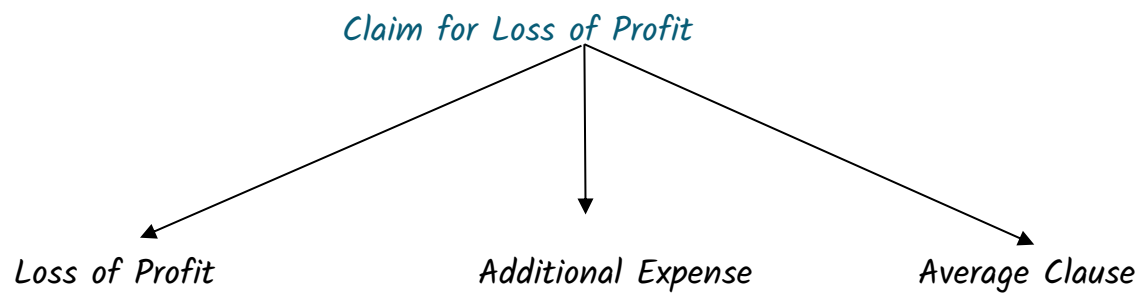 Claim for Loss of Profit
Loss of Profit
Additional Expense
Average Clause